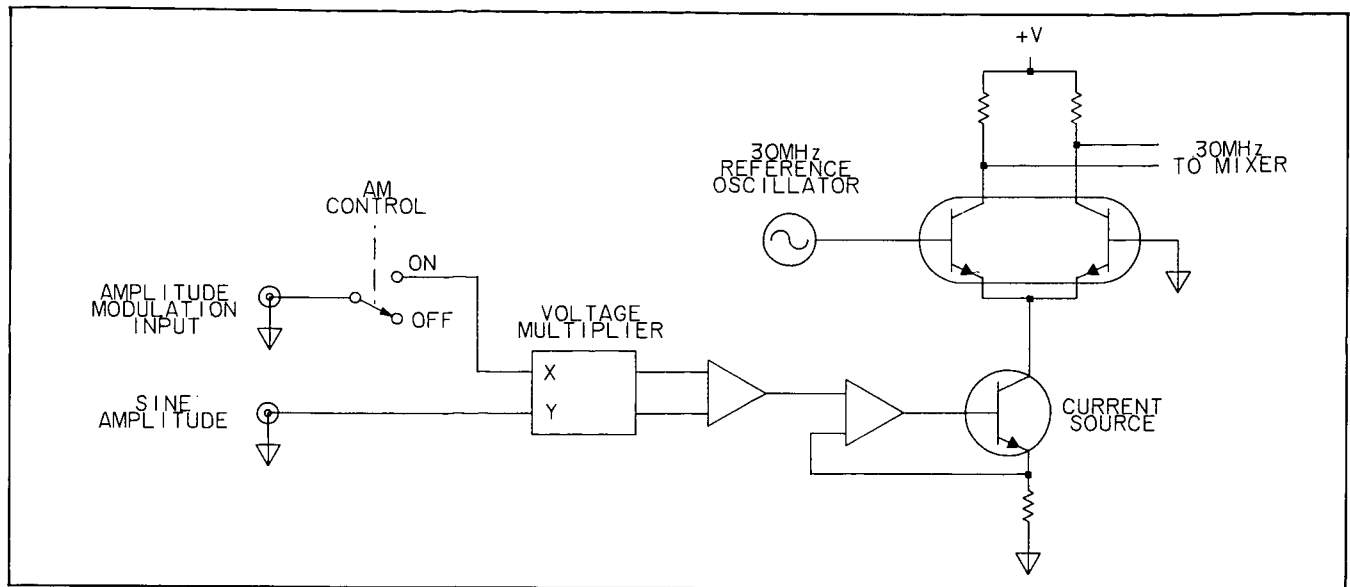 +V
30MHz
REFERENCE
OSCILLATOR
30MHz
TO MIXER
AM
CONTROL
ON
OFF
AMPLITUDE
MODULATION
INPUT
VOLTAGE
MULTIPLIER
X
Y
SINE
AMPLITUDE
CURRENT
SOURCE